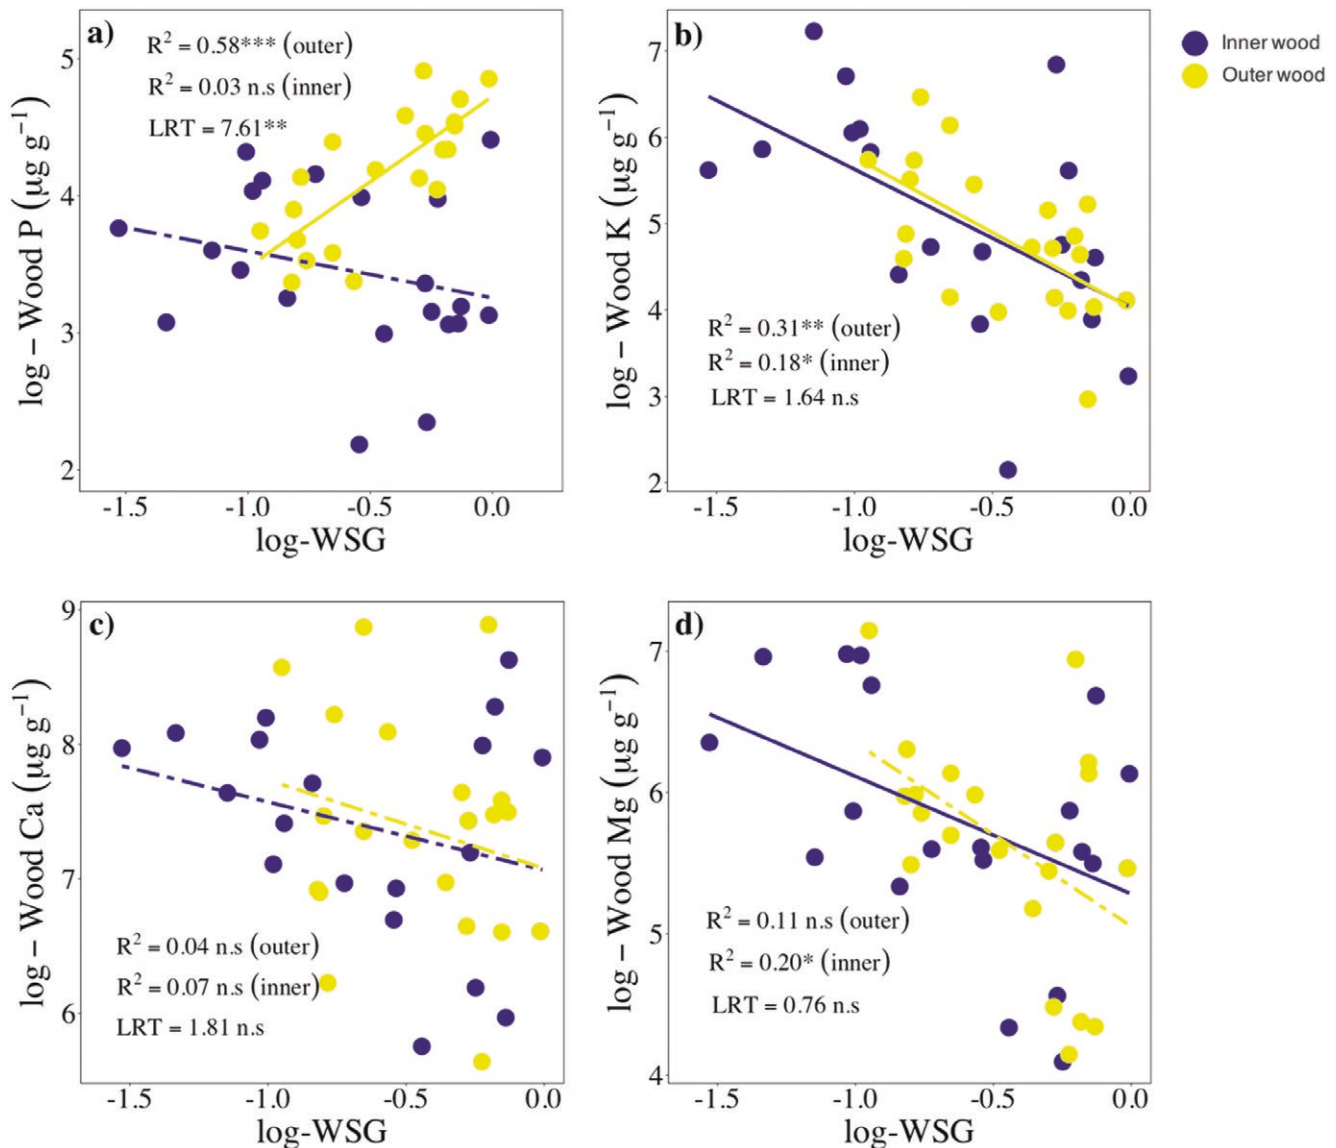 a)
R² = 0.58*** (outer)
R² = 0.03 n.s (inner)
LRT = 7.61**
5
4
3
2
log − Wood P (µg g⁻¹)
-1.5 -1.0 -0.5 0.0
log-WSG
b)
7
6
5
4
3
2
log − Wood K (µg g⁻¹)
R² = 0.31** (outer)
R² = 0.18* (inner)
LRT = 1.64 n.s
-1.5 -1.0 -0.5 0.0
log-WSG
Inner wood
Outer wood
c)
9
8
7
6
log − Wood Ca (µg g⁻¹)
R² = 0.04 n.s (outer)
R² = 0.07 n.s (inner)
LRT = 1.81 n.s
-1.5 -1.0 -0.5 0.0
log-WSG
d)
7
6
5
4
log − Wood Mg (µg g⁻¹)
R² = 0.11 n.s (outer)
R² = 0.20* (inner)
LRT = 0.76 n.s
-1.5 -1.0 -0.5 0.0
log-WSG